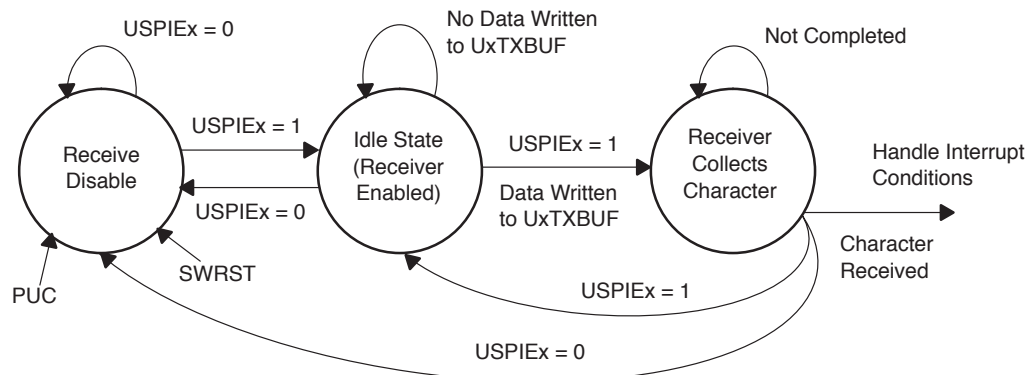 USPIEx = 0
No Data Written
to UxTXBUF
Not Completed
Receive
Disable
USPIEx = 1
USPIEx = 0
Idle State
(Receiver
Enabled)
USPIEx = 1
Data Written
to UxTXBUF
Receiver
Collects
Character
Handle Interrupt
Conditions
Character
Received
PUC
SWRST
USPIEx = 1
USPIEx = 0